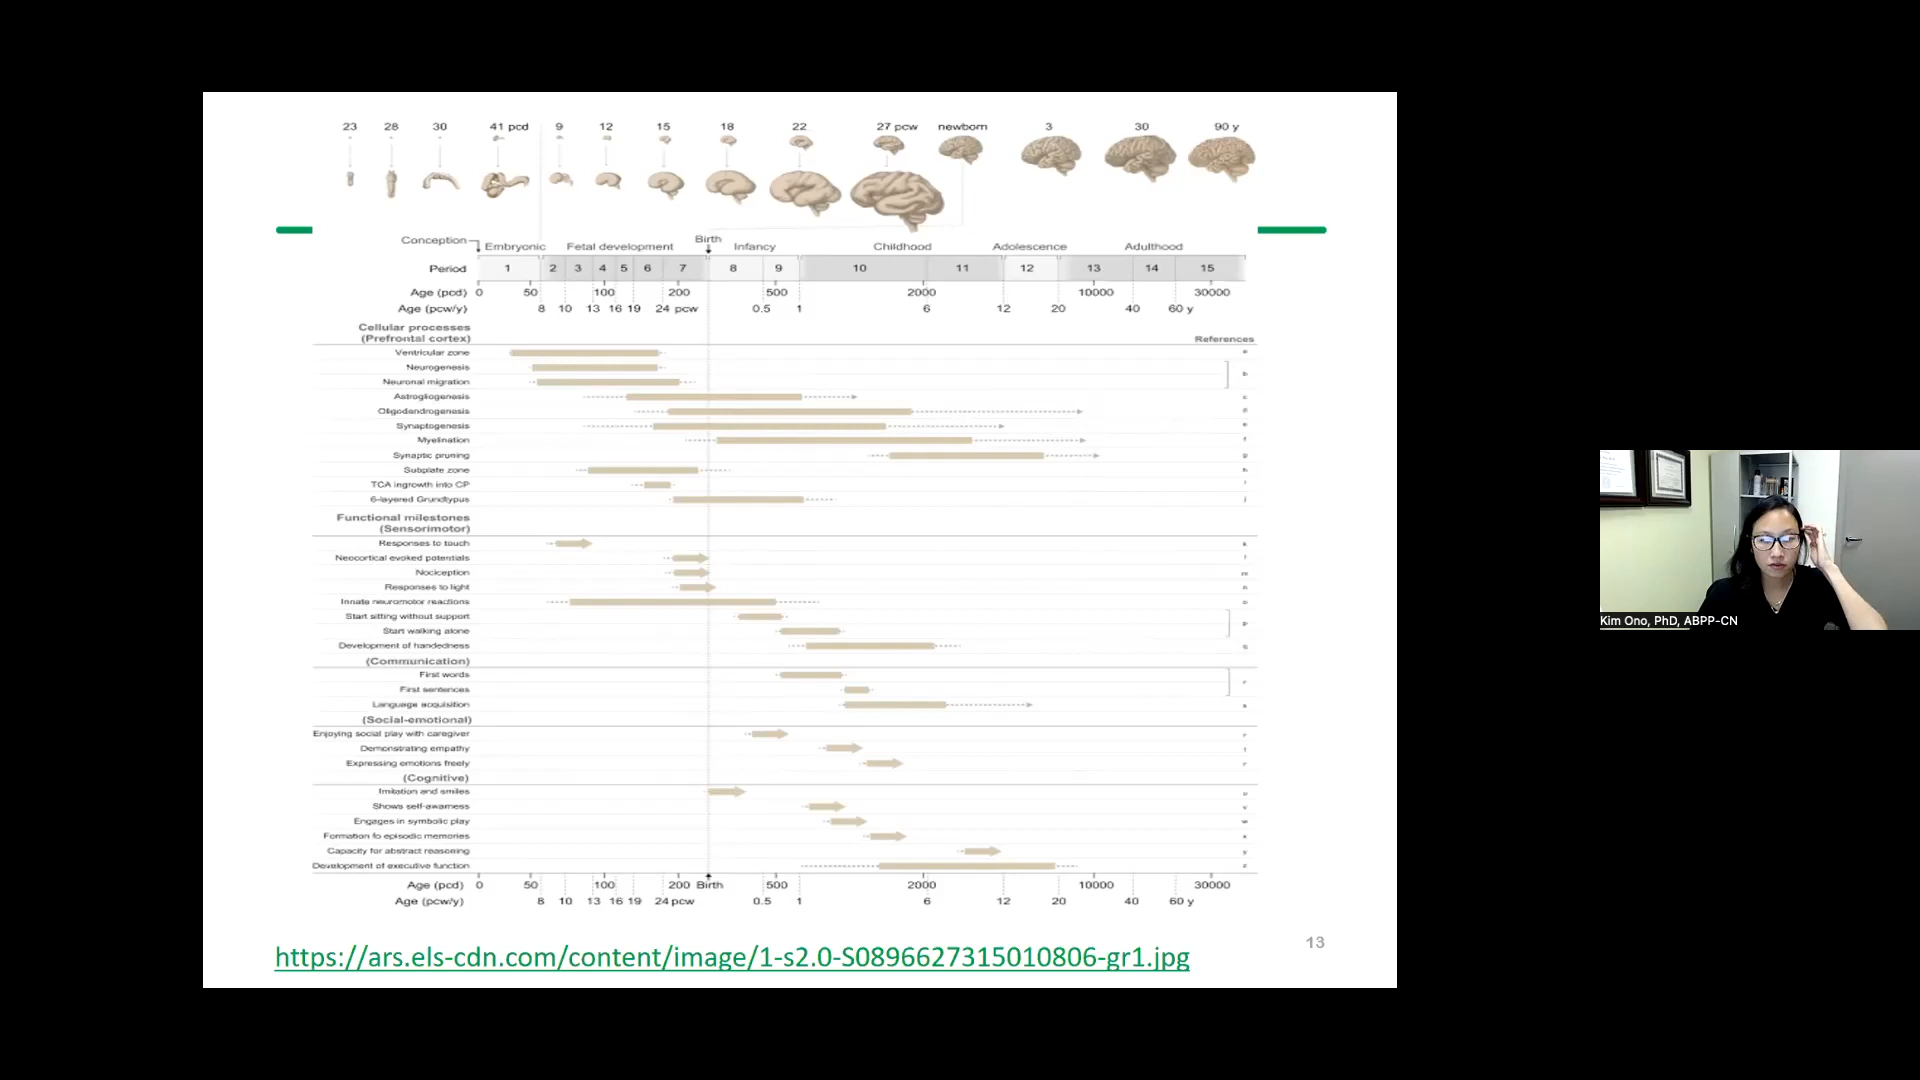 23 28 30 41 pcd 9 12 15 18 22 27 pcw newborn 3 30 90 y
Conception
Embryonic Fetal development Birth Infancy Childhood Adolescence Adulthood
Period 1 2 3 4 5 6 7 8 9 10 11 12 13 14 15
Age (pcd) 0 50 100 200 500 2000 10000 30000
Age (pcw/y) 8 10 13 16 19 24 pcw 0.5 1 6 12 20 40 60 y
Cellular processes
(Prefrontal cortex) References
Ventricular zone
Neurogenesis
Neuronal migration
Astrogliogenesis
Oligodendrogenesis
Synaptogenesis
Myelination
Synaptic pruning
Subplate zone
TCA ingrowth into CP
6-layered Grundtypus
Functional milestones
(Sensorimotor)
Responses to touch
Neocortical evoked potentials
Nociception
Responses to light
Innate neuromotor reactions
Start sitting without support
Start walking alone
Development of handedness
(Communication)
First words
First sentences
Language acquisition
(Social-emotional)
Enjoying social play with caregiver
Demonstrating empathy
Expressing emotions freely
(Cognitive)
Imitation and smiles
Shows self-awarness
Engages in symbolic play
Formation fo episodic memories
Capacity for abstract reasoning
Development of executive function
Age (pcd) 0 50 100 200 Birth 500 2000 10000 30000
Age (pcw/y) 8 10 13 16 19 24 pcw 0.5 1 6 12 20 40 60 y
https://ars.els-cdn.com/content/image/1-s2.0-S0896627315010806-gr1.jpg
13
Kim Ono, PhD, ABPP-CN